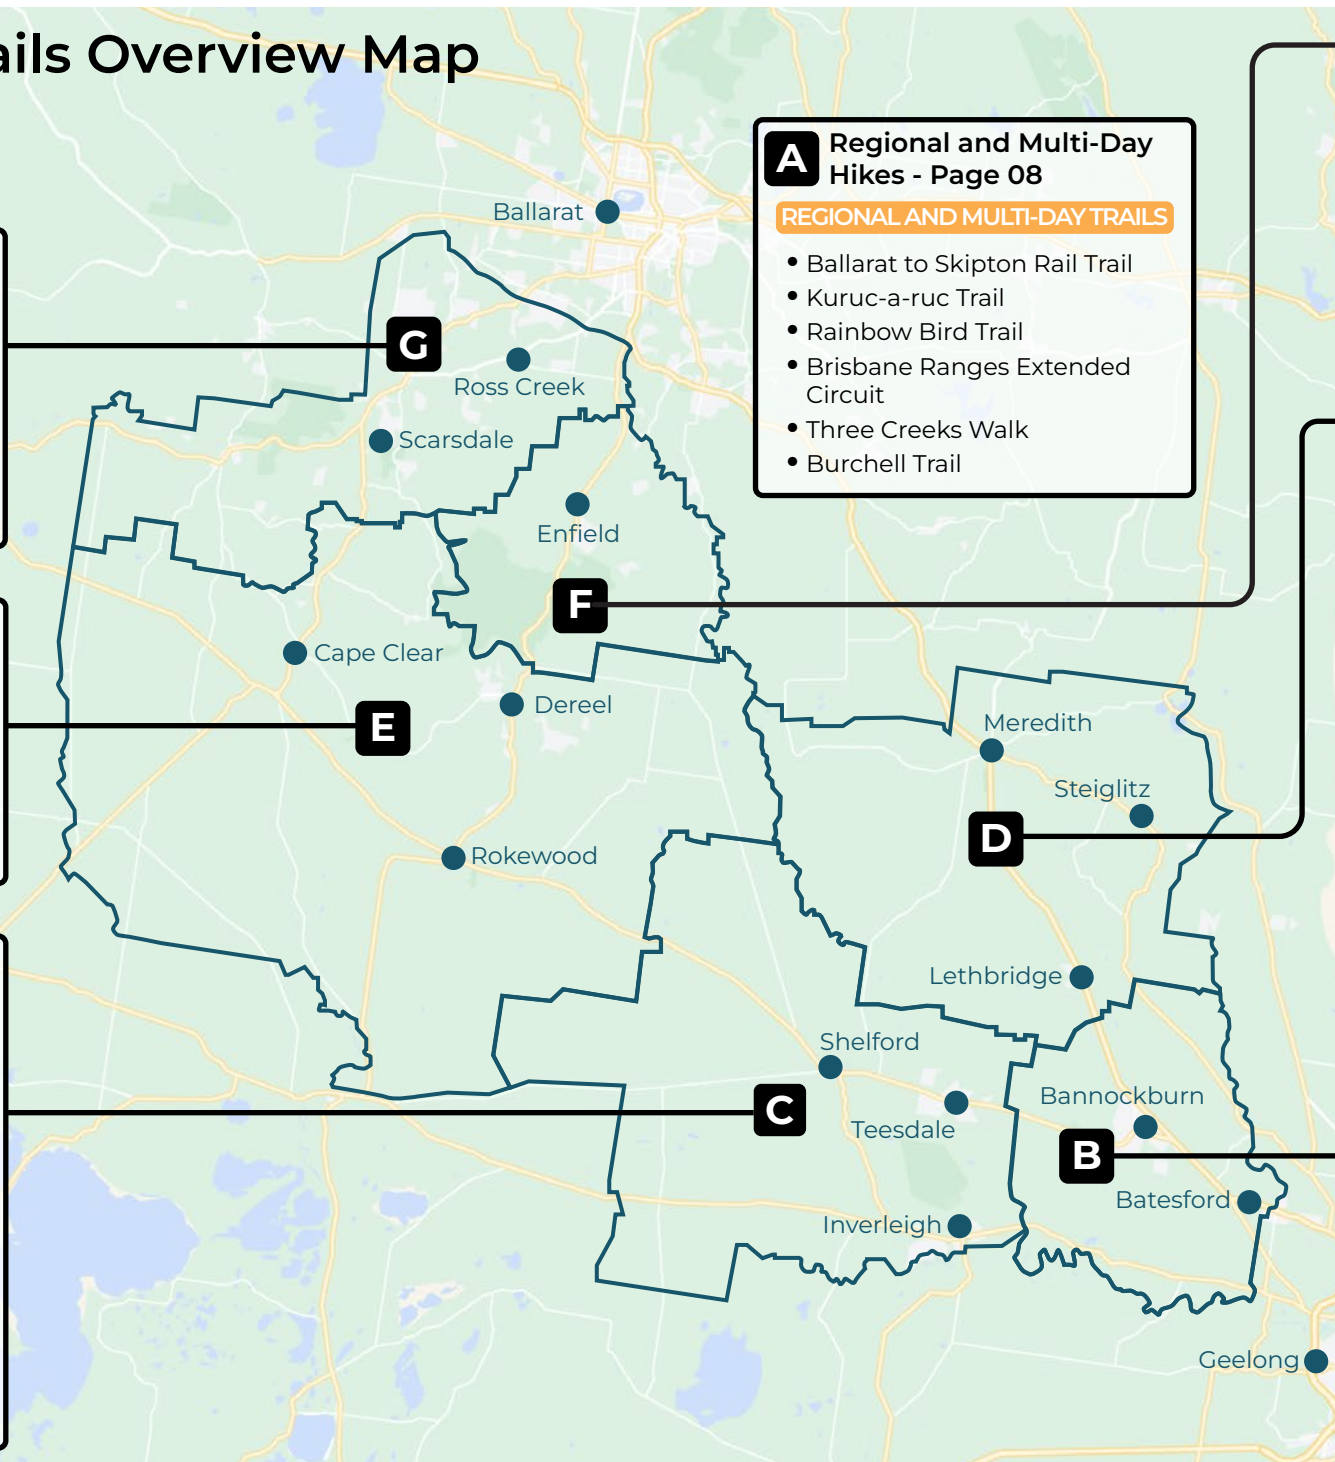 ails Overview Map
A
Regional and Multi-Day
Hikes - Page 08
REGIONAL AND MULTI-DAY TRAILS
• Ballarat to Skipton Rail Trail
• Kuruc-a-ruc Trail
• Rainbow Bird Trail
• Brisbane Ranges Extended
Circuit
• Three Creeks Walk
• Burchell Trail
Ballarat
G
Ross Creek
Scarsdale
Enfield
F
Cape Clear
Dereel
E
Meredith
Steiglitz
D
Rokewood
Lethbridge
Shelford
Bannockburn
C
Teesdale
B
Batesford
Inverleigh
Geelong